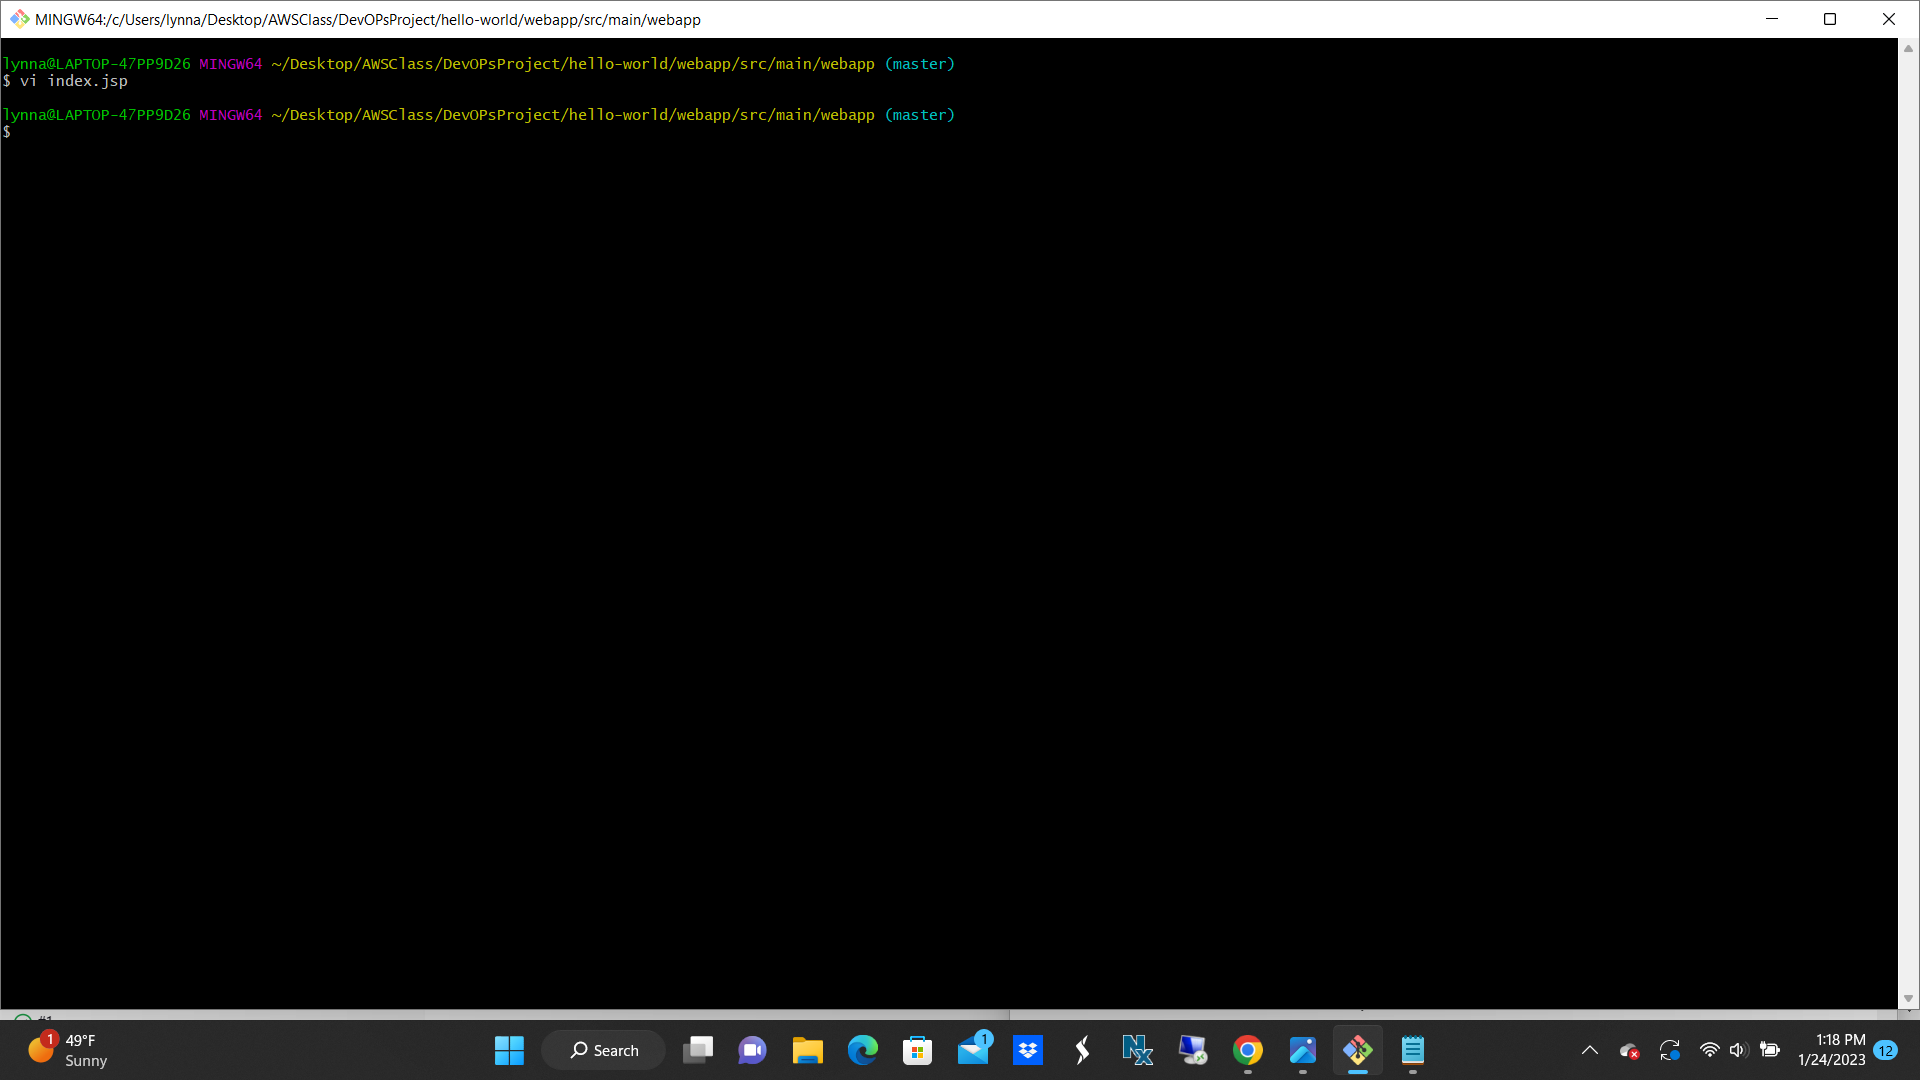 MINGW64:/c/Users/lynna/Desktop/AWSClass/DevOPsProject/hello-world/webapp/src/main/webapp
lynna@LAPTOP-47PP9D26 MINGW64 ~/Desktop/AWSClass/DevOPsProject/hello-world/webapp/src/main/webapp (master)
$ vi index.jsp
lynna@LAPTOP-47PP9D26 MINGW64 ~/Desktop/AWSClass/DevOPsProject/hello-world/webapp/src/main/webapp (master)
$
1
49°F
Sunny
Search
1
Nx
1:18 PM
1/24/2023
12